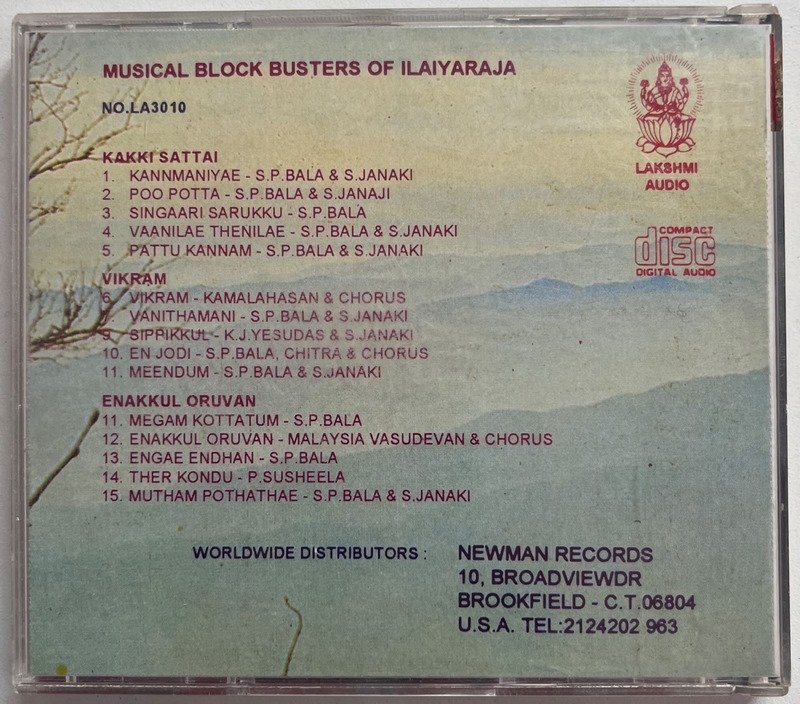 MUSICAL BLOCK BUSTERS OF ILAIYARAJA
NO.LA3010
LAKSHMI
AUDIO
COMPACT
disc
DIGITAL AUDIO
KAKKI SATTAI
1. KANNMANIYAE - S.P.BALA & S.JANAKI
2. POO POTTA - S.P.BALA & S.JANAJI
3. SINGAARI SARUKKU - S.P.BALA
4. VAANILAE THENILAE - S.P.BALA & S.JANAKI
5. PATTU KANNAM - S.P.BALA & S.JANAKI
VIKRAM
6. VIKRAM - KAMALAHASAN & CHORUS
7. VANITHAMANI - S.P.BALA & S.JANAKI
9. SIPPIKKUL - K.J.YESUDAS & S.JANAKI
10. EN JODI - S.P.BALA, CHITRA & CHORUS
11. MEENDUM - S.P.BALA & S.JANAKI
ENAKKUL ORUVAN
11. MEGAM KOTTATUM - S.P.BALA
12. ENAKKUL ORUVAN - MALAYSIA VASUDEVAN & CHORUS
13. ENGAE ENDHAN - S.P.BALA
14. THER KONDU - P.SUSHEELA
15. MUTHAM POTHATHAE - S.P.BALA & S.JANAKI
WORLDWIDE DISTRIBUTORS : NEWMAN RECORDS
10, BROADVIEWDR
BROOKFIELD - C.T.06804
U.S.A. TEL:2124202 963